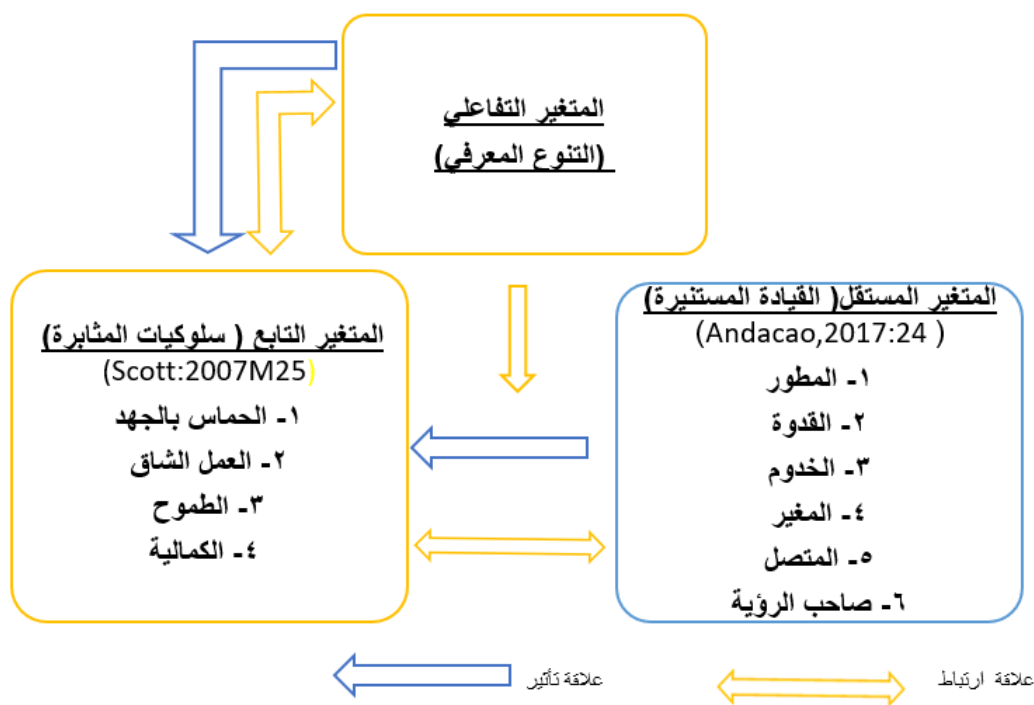 المتغير التفاعلي
(التنوع المعرفي)
المتغير المستقل( القيادة المستنيرة)
(Andacao,2017:24 )
١- المطور
٢- القدوة
٣- الخدوم
٤- المغير
٥- المتصل
٦- صاحب الرؤية
المتغير التابع ( سلوكيات المثابرة)
(Scott:2007M25)
١- الحماس بالجهد
٢- العمل الشاق
٣- الطموح
٤- الكمالية
علاقة ارتباط
علاقة تأثير